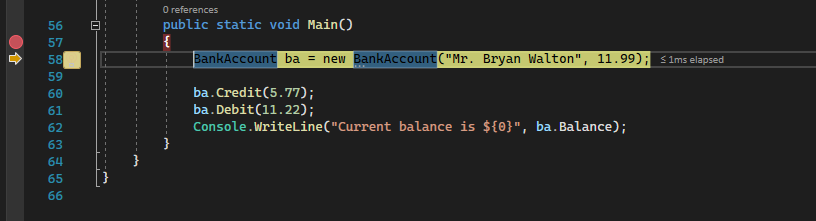 0 references
56 public static void Main()
57 {
58 BankAccount ba = new BankAccount("Mr. Bryan Walton", 11.99); ≤ 1ms elapsed
59
60 ba.Credit(5.77);
61 ba.Debit(11.22);
62 Console.WriteLine("Current balance is ${0}", ba.Balance);
63 }
64 }
65 }
66